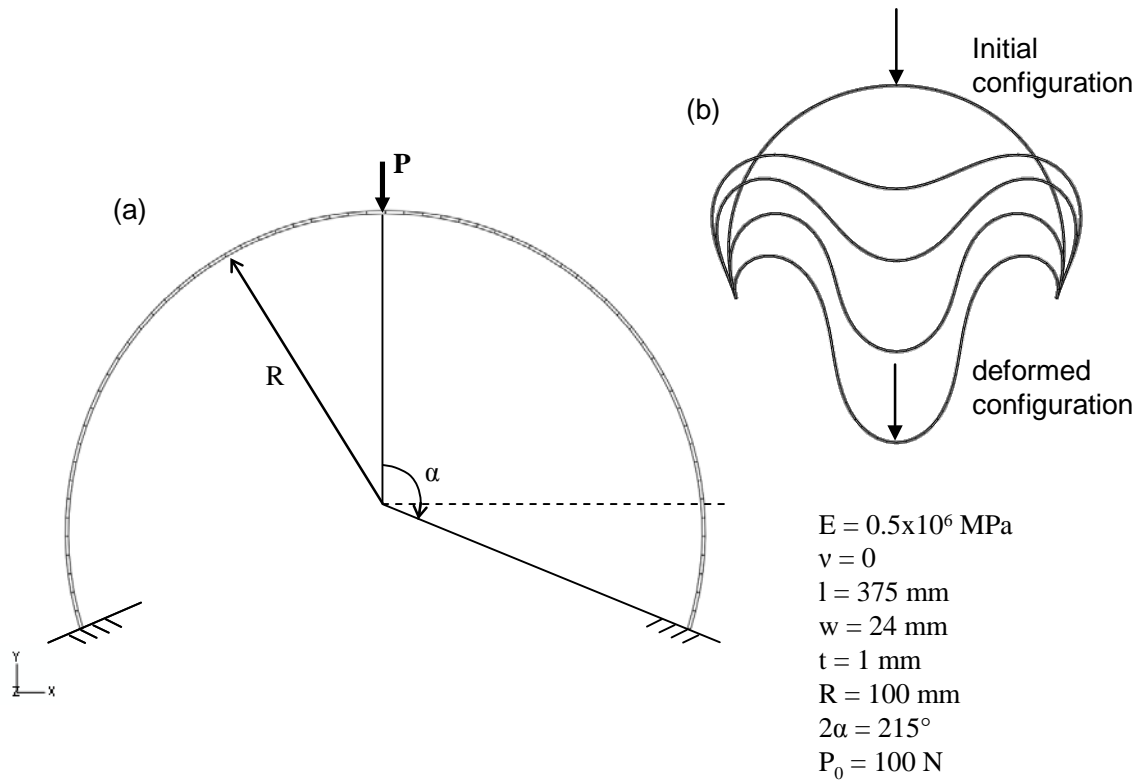 (a)
P
R
α
Y
Z X
(b)
Initial
configuration
deformed
configuration
E = 0.5x10⁶ MPa
ν = 0
l = 375 mm
w = 24 mm
t = 1 mm
R = 100 mm
2α = 215°
P₀ = 100 N